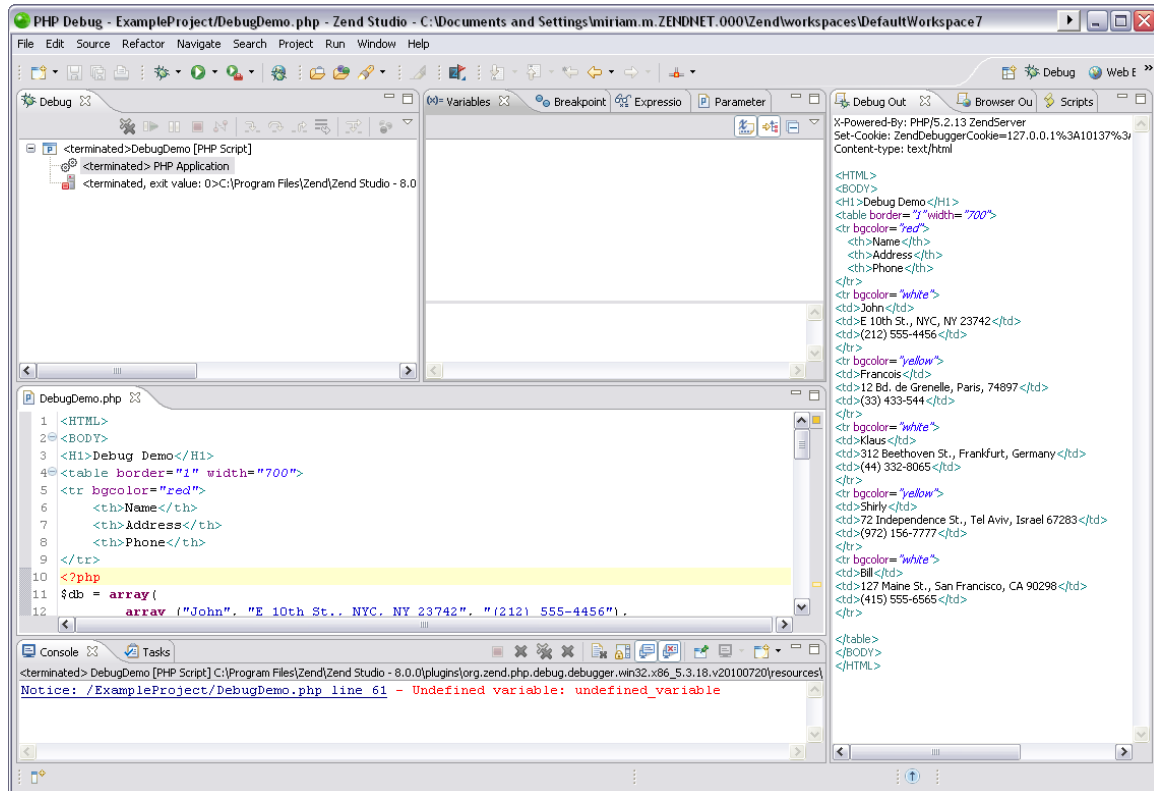 PHP Debug - ExampleProject/DebugDemo.php - Zend Studio - C:\Documents and Settings\miriam.m.ZENDNET.000\Zend\workspaces\DefaultWorkspace7
File Edit Source Refactor Navigate Search Project Run Window Help
Debug Web E »
Debug
<terminated>DebugDemo [PHP Script]
<terminated> PHP Application
<terminated, exit value: 0>C:\Program Files\Zend\Zend Studio - 8.0
(x)= Variables Breakpoint Expressio Parameter
Debug Out Browser Ou Scripts
X-Powered-By: PHP/5.2.13 ZendServer
Set-Cookie: ZendDebuggerCookie=127.0.0.1%3A10137%3
Content-type: text/html
<HTML>
<BODY>
<H1>Debug Demo</H1>
<table border="1"width="700">
<tr bgcolor="red">
<th>Name</th>
<th>Address</th>
<th>Phone</th>
</tr>
<tr bgcolor="white">
<td>John</td>
<td>E 10th St., NYC, NY 23742</td>
<td>(212) 555-4456</td>
</tr>
<tr bgcolor="yellow">
<td>Francois</td>
<td>12 Bd. de Grenelle, Paris, 74897</td>
<td>(33) 433-544</td>
</tr>
<tr bgcolor="white">
<td>Klaus</td>
<td>312 Beethoven St., Frankfurt, Germany</td>
<td>(44) 332-8065</td>
</tr>
<tr bgcolor="yellow">
<td>Shirly</td>
<td>72 Independence St., Tel Aviv, Israel 67283</td>
<td>(972) 156-7777</td>
</tr>
<tr bgcolor="white">
<td>Bill</td>
<td>127 Maine St., San Francisco, CA 90298</td>
<td>(415) 555-6565</td>
</tr>
</table>
</BODY>
</HTML>
DebugDemo.php
1 <HTML>
2 <BODY>
3 <H1>Debug Demo</H1>
4 <table border="1" width="700">
5 <tr bgcolor="red">
6 <th>Name</th>
7 <th>Address</th>
8 <th>Phone</th>
9 </tr>
10 <?php
11 $db = array(
12 array ("John", "E 10th St., NYC, NY 23742", "(212) 555-4456"),
Console Tasks
<terminated> DebugDemo [PHP Script] C:\Program Files\Zend\Zend Studio - 8.0.0\plugins\org.zend.php.debug.debugger.win32.x86_5.3.18.v20100720\resources\
Notice: /ExampleProject/DebugDemo.php line 61 - Undefined variable: undefined_variable